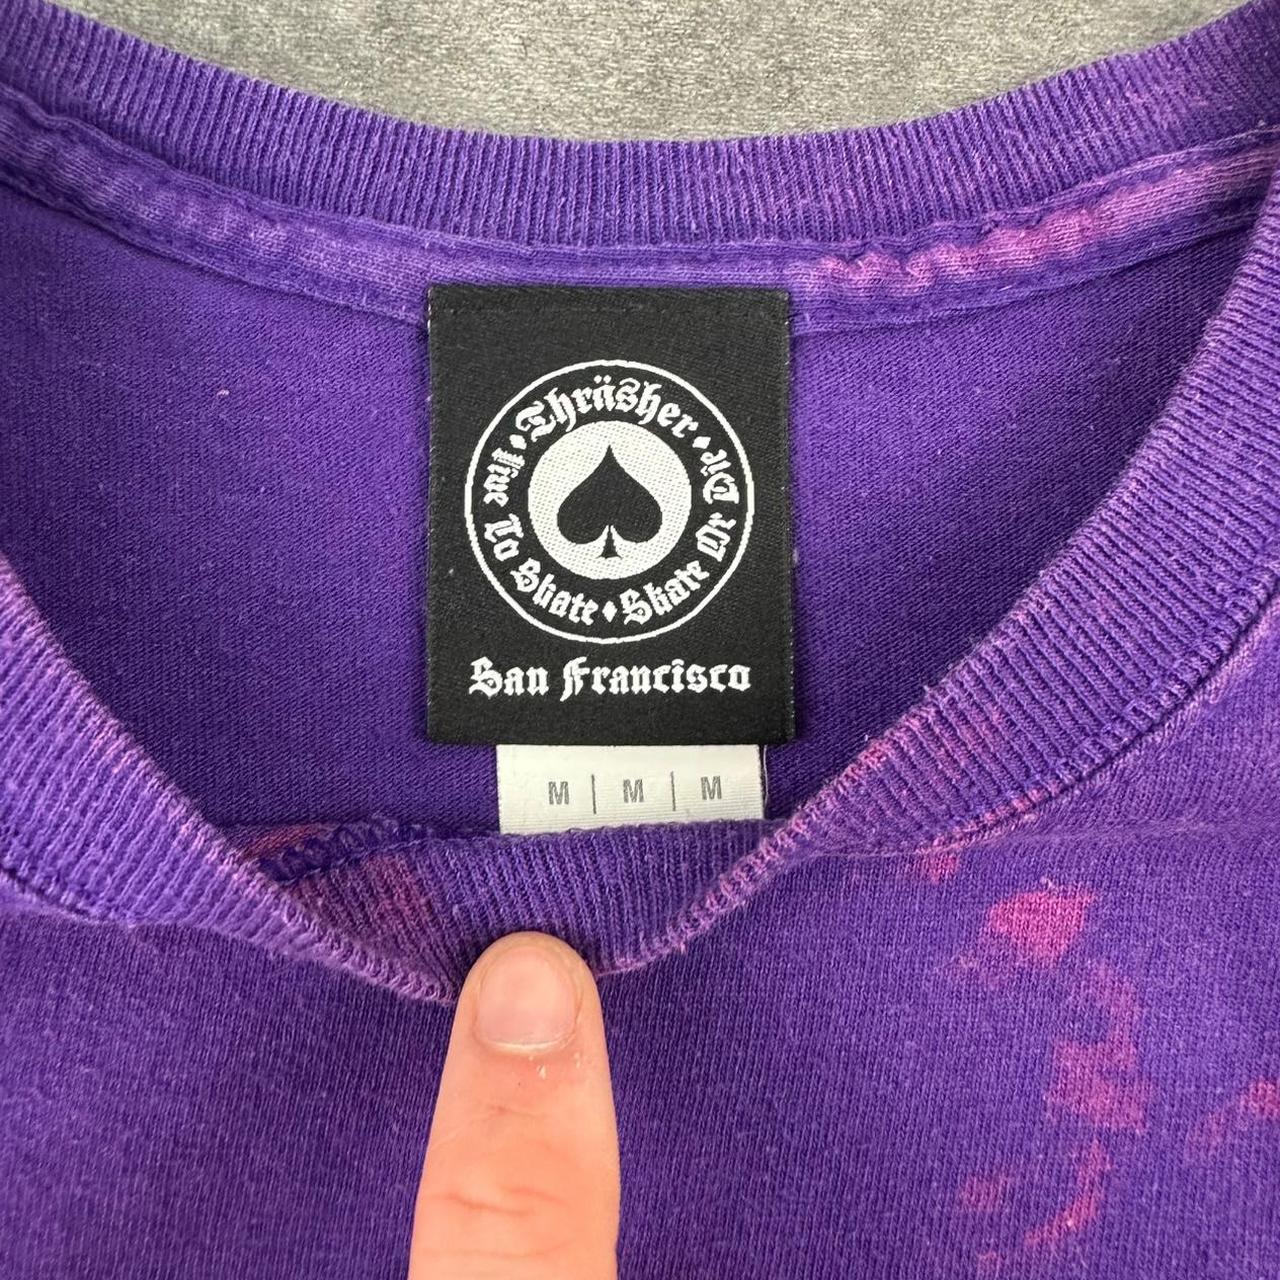 Thräsher
Live To Skate
Skate Or Die
San Francisco
M | M | M